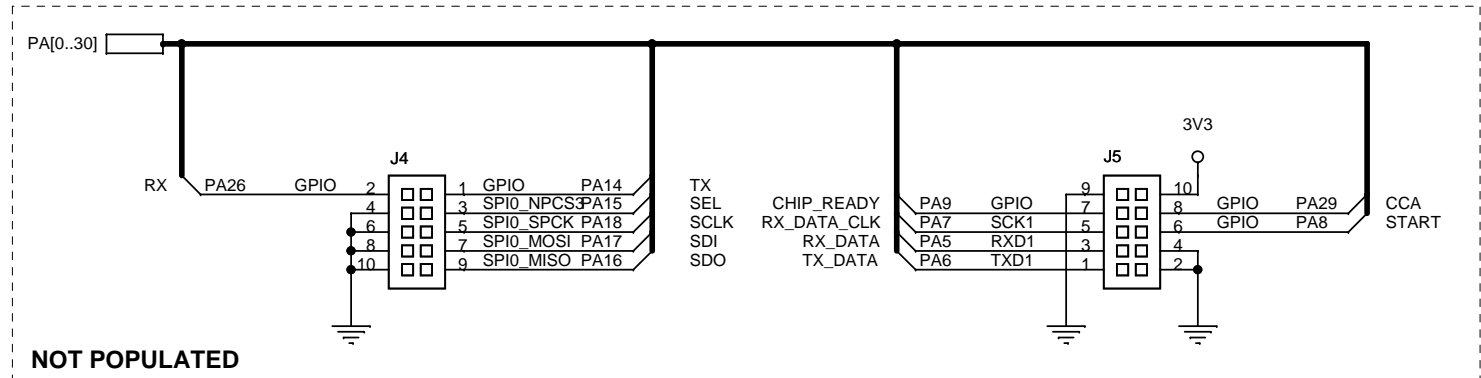 PA[0..30]
3V3
J4 J5
RX PA26 GPIO 2 1 GPIO PA14 TX 9 10
4 3 SPI0_NPCS3 PA15 SEL CHIP_READY PA9 GPIO 7 8 GPIO PA29 CCA
6 5 SPI0_SPCK PA18 SCLK RX_DATA_CLK PA7 SCK1 5 6 GPIO PA8 START
8 7 SPI0_MOSI PA17 SDI RX_DATA PA5 RXD1 3 4
10 9 SPI0_MISO PA16 SDO TX_DATA PA6 TXD1 1 2
NOT POPULATED